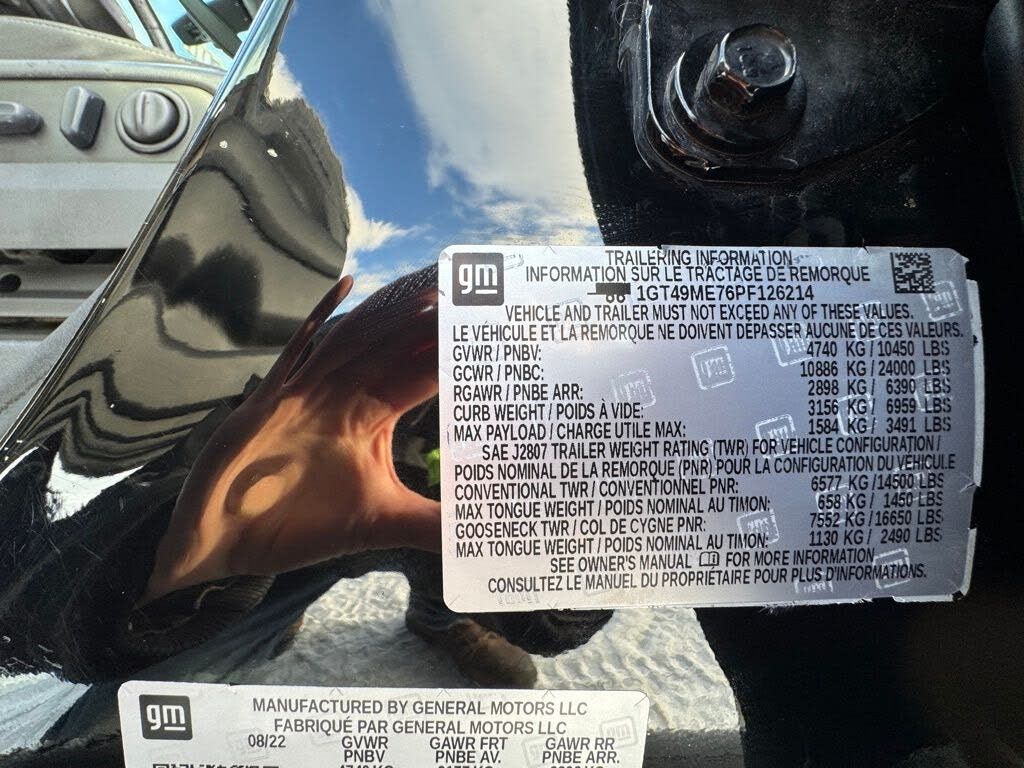 gm
TRAILERING INFORMATION
INFORMATION SUR LE TRACTAGE DE REMORQUE
1GT49ME76PF126214
VEHICLE AND TRAILER MUST NOT EXCEED ANY OF THESE VALUES.
LE VÉHICULE ET LA REMORQUE NE DOIVENT DÉPASSER AUCUNE DE CES VALEURS.
GVWR / PNBV: 4740 KG / 10450 LBS
GCWR / PNBC: 10886 KG / 24000 LBS
RGAWR / PNBE ARR: 2898 KG / 6390 LBS
CURB WEIGHT / POIDS À VIDE: 3156 KG / 6959 LBS
MAX PAYLOAD / CHARGE UTILE MAX: 1584 KG / 3491 LBS
SAE J2807 TRAILER WEIGHT RATING (TWR) FOR VEHICLE CONFIGURATION /
POIDS NOMINAL DE LA REMORQUE (PNR) POUR LA CONFIGURATION DU VÉHICULE
CONVENTIONAL TWR / CONVENTIONNEL PNR: 6577 KG / 14500 LBS
MAX TONGUE WEIGHT / POIDS NOMINAL AU TIMON: 658 KG / 1450 LBS
GOOSENECK TWR / COL DE CYGNE PNR: 7552 KG / 16650 LBS
MAX TONGUE WEIGHT / POIDS NOMINAL AU TIMON: 1130 KG / 2490 LBS
SEE OWNER'S MANUAL FOR MORE INFORMATION
CONSULTEZ LE MANUEL DU PROPRIÉTAIRE POUR PLUS D'INFORMATIONS.
gm
MANUFACTURED BY GENERAL MOTORS LLC
FABRIQUÉ PAR GENERAL MOTORS LLC
08/22 GVWR GAWR FRT GAWR RR
PNBV PNBE AV. PNBE ARR.